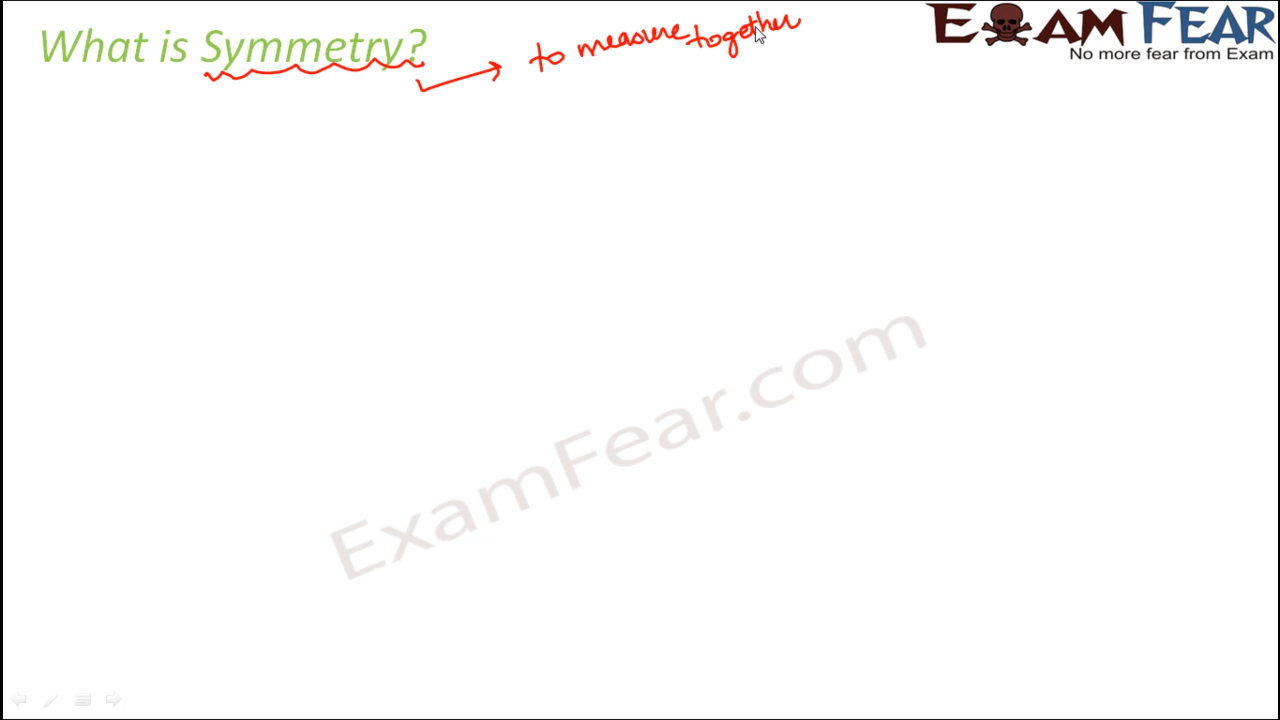 What is Symmetry?
to measure together
EXAM FEAR
No more fear from Exam
ExamFear.com